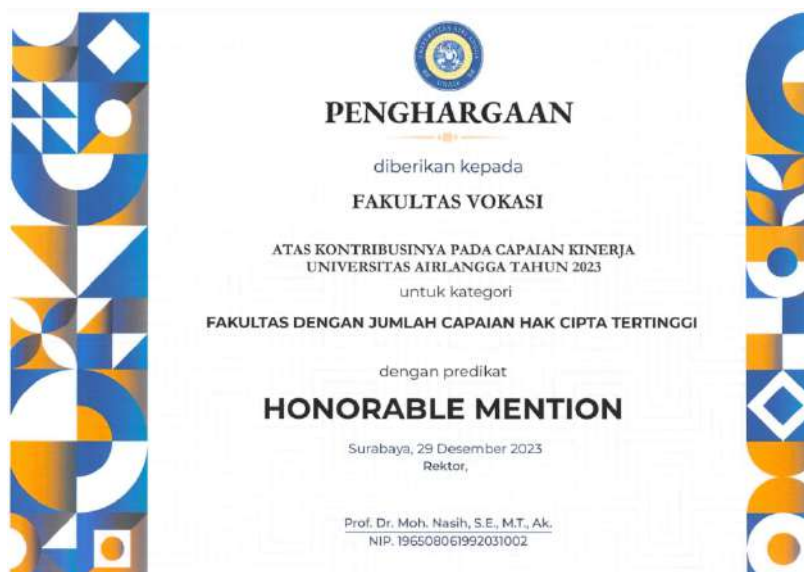 PENGHARGAAN
diberikan kepada
FAKULTAS VOKASI
ATAS KONTRIBUSINYA PADA CAPAIAN KINERJA
UNIVERSITAS AIRLANGGA TAHUN 2023
untuk kategori
FAKULTAS DENGAN JUMLAH CAPAIAN HAK CIPTA TERTINGGI
dengan predikat
HONORABLE MENTION
Surabaya, 29 Desember 2023
Rektor,
Prof. Dr. Moh. Nasih, S.E., M.T., Ak.
NIP. 196508061992031002